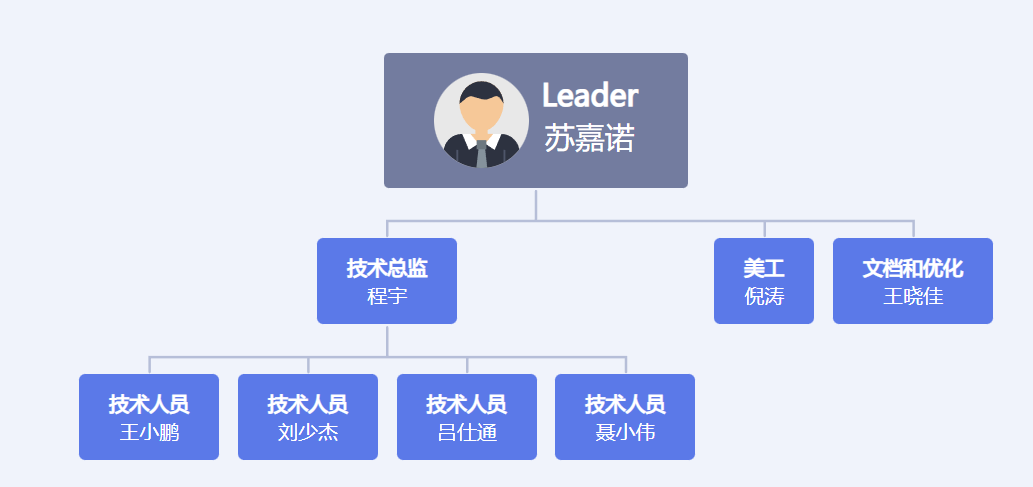 Leader
苏嘉诺
技术总监
程宇
美工
倪涛
文档和优化
王晓佳
技术人员
王小鹏
技术人员
刘少杰
技术人员
吕仕通
技术人员
聂小伟